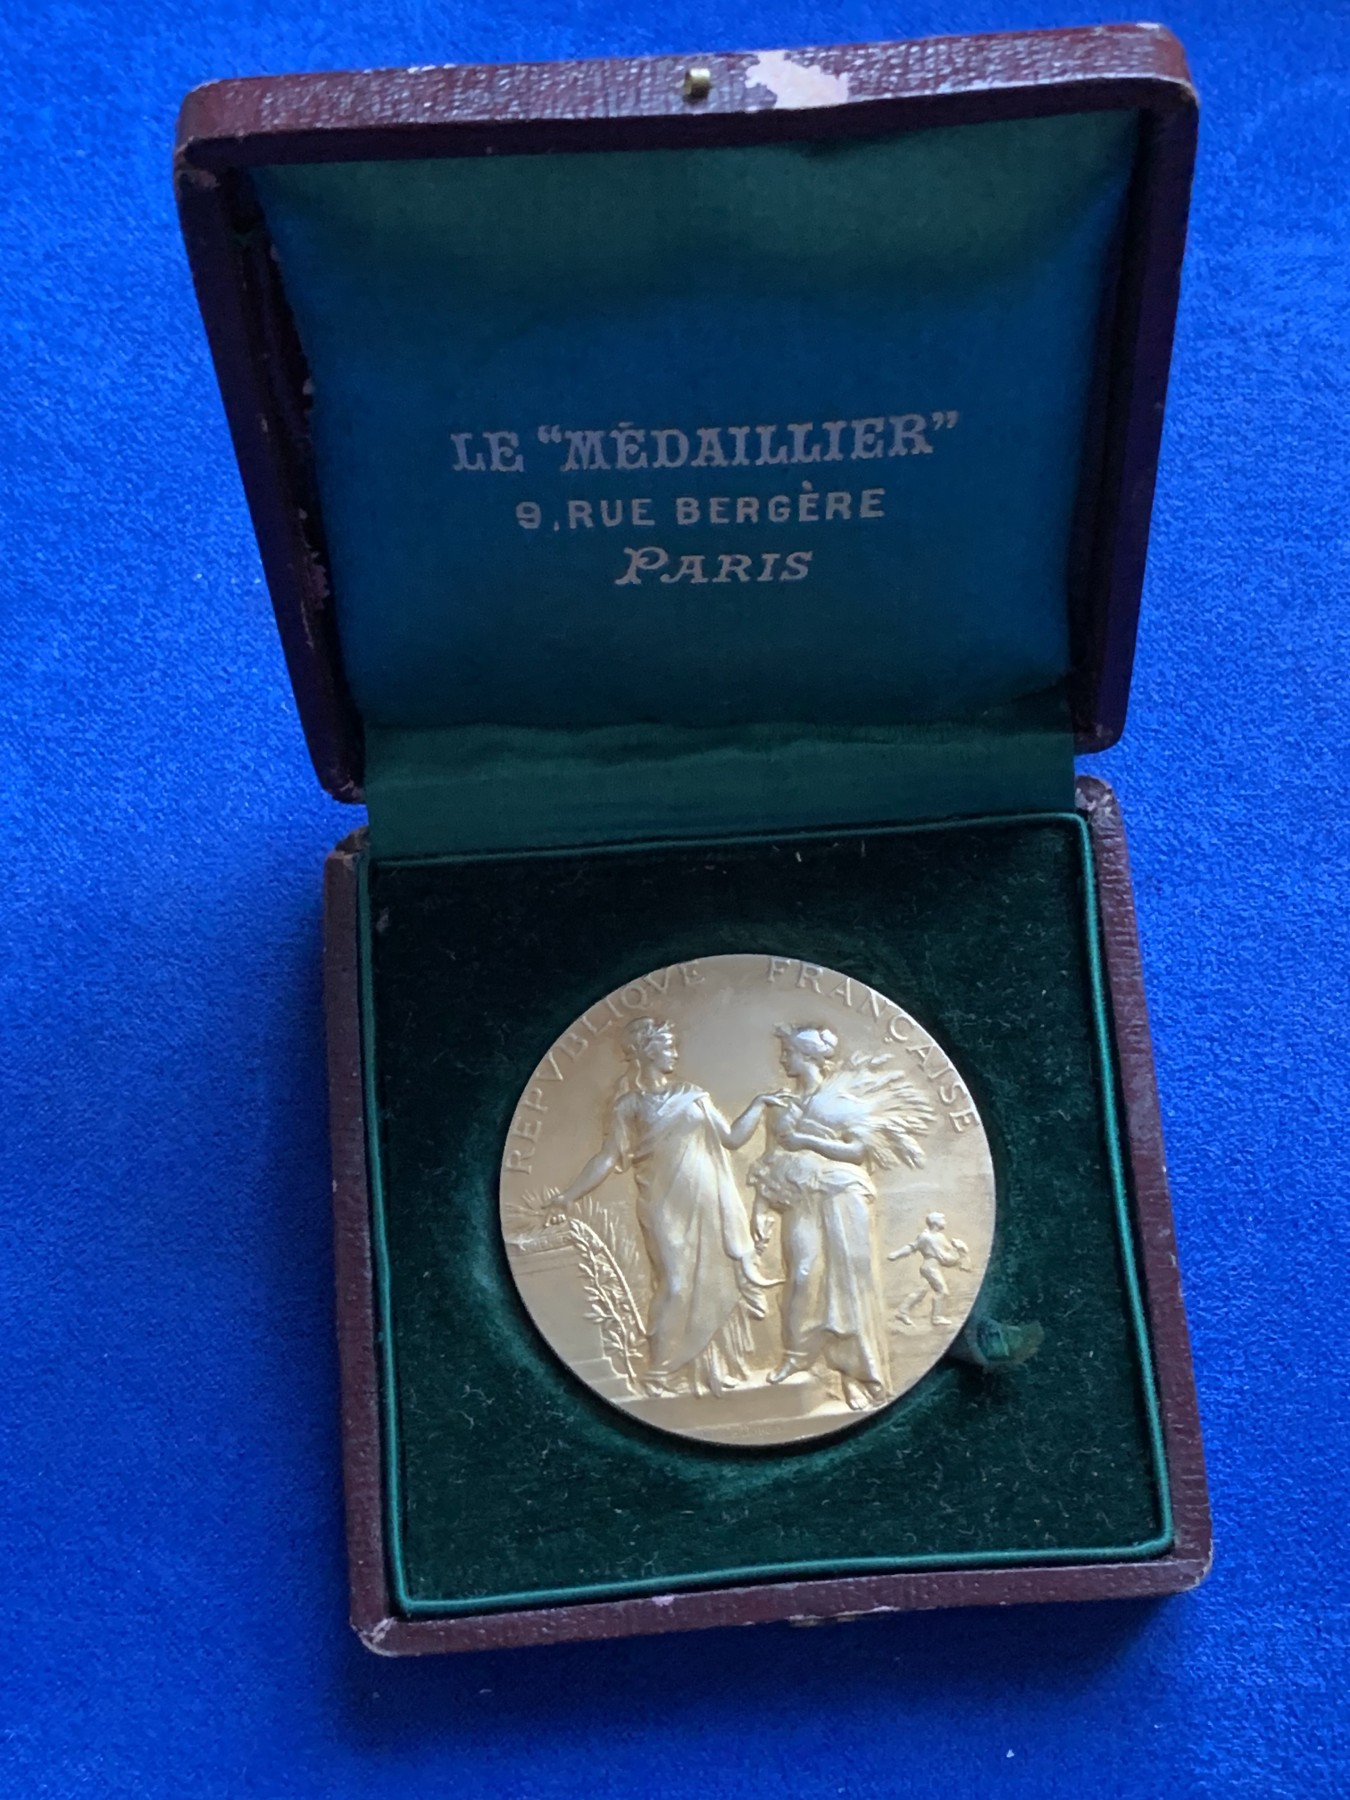 LE “MÉDAILLIER”
9, RUE BERGÈRE
PARIS
REPVBLIQVE FRANÇAISE